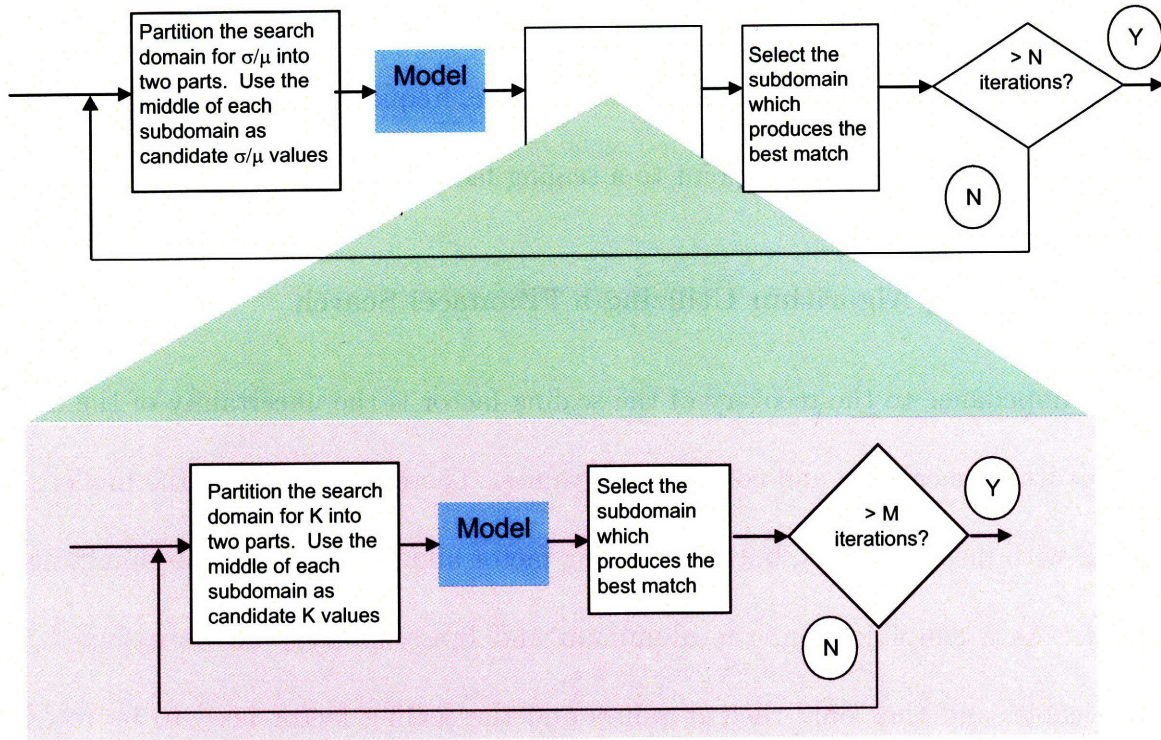 Partition the search
domain for σ/μ into
two parts. Use the
middle of each
subdomain as
candidate σ/μ values
Model
Select the
subdomain
which
produces the
best match
> N
iterations?
Y
N
Partition the search
domain for K into
two parts. Use the
middle of each
subdomain as
candidate K values
Model
Select the
subdomain
which
produces the
best match
> M
iterations?
Y
N